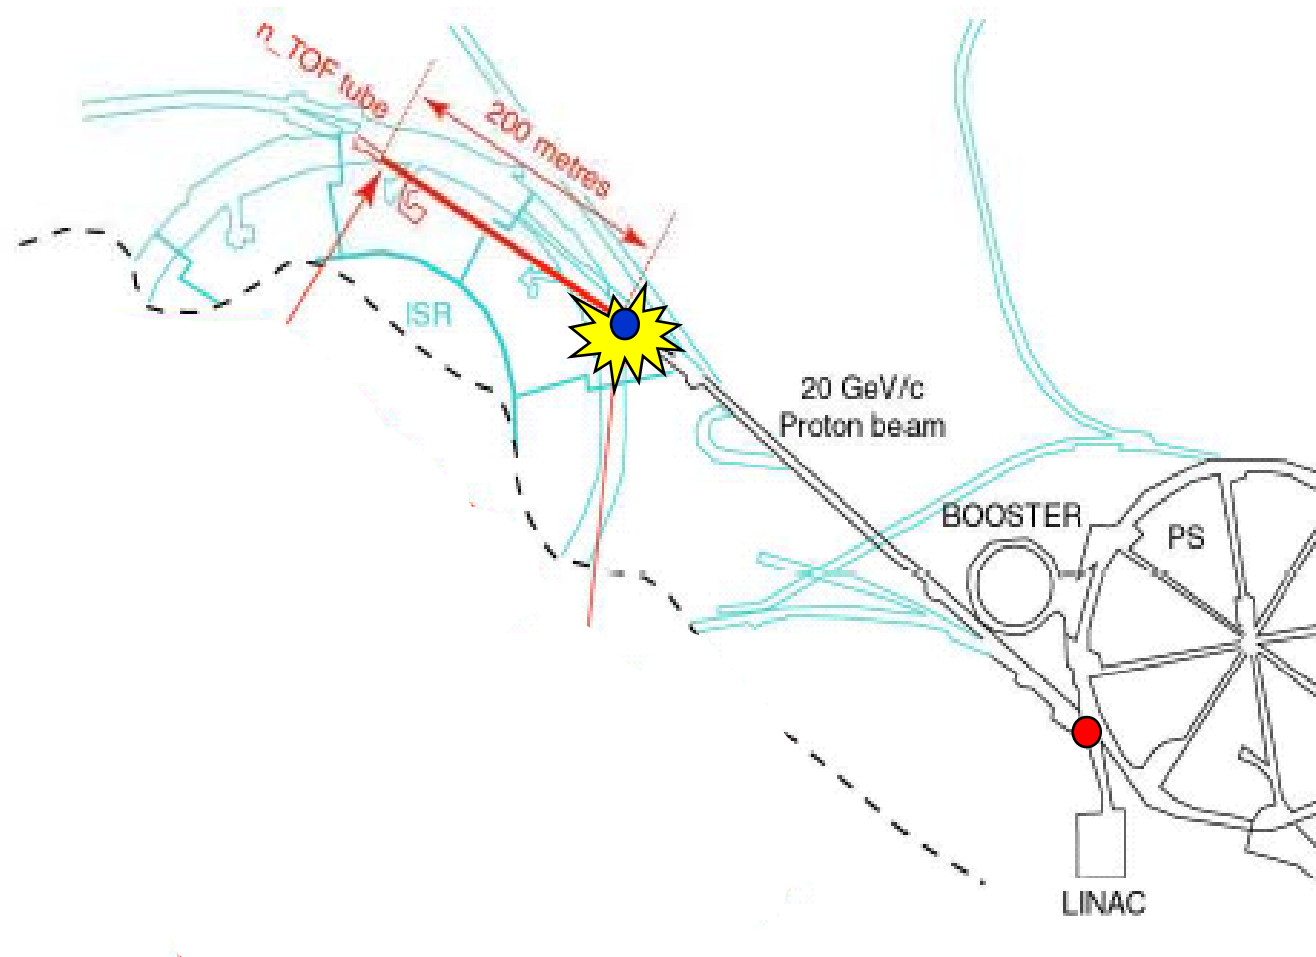 n_TOF tube
200 metres
ISR
20 GeV/c
Proton beam
BOOSTER
PS
LINAC